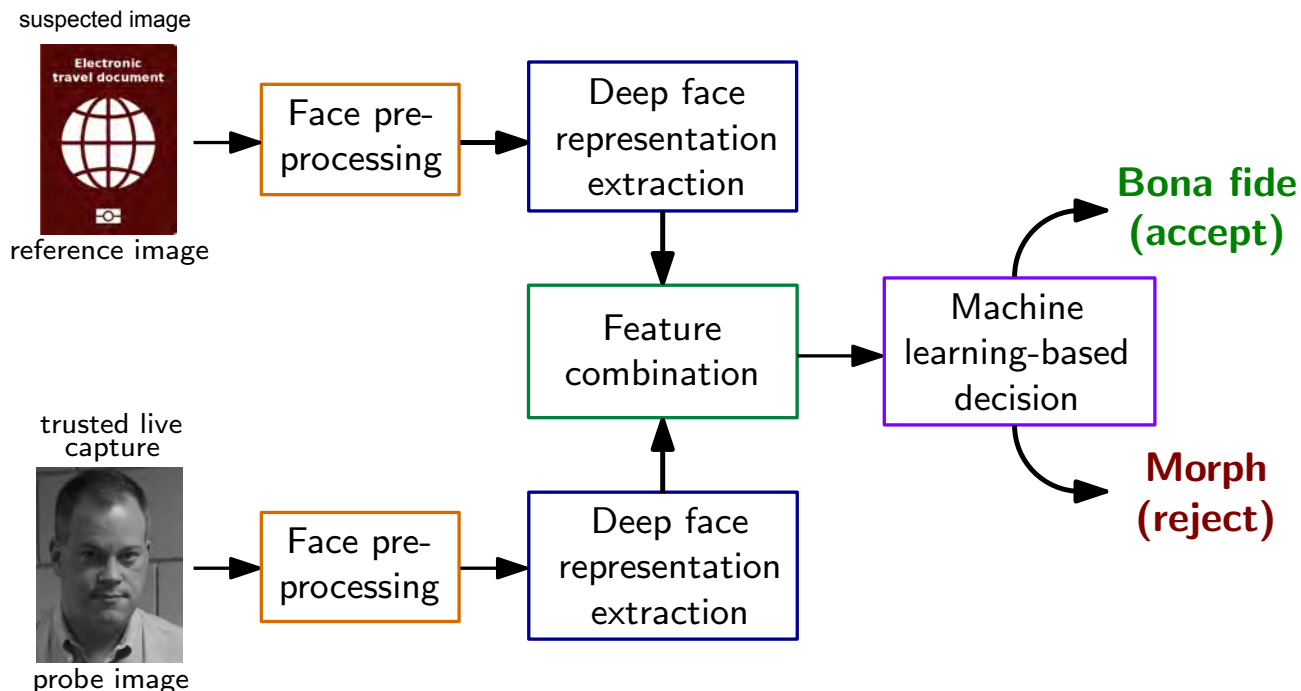 suspected image
Electronic
travel document
reference image
Face pre-
processing
Deep face
representation
extraction
Feature
combination
Machine
learning-based
decision
Bona fide
(accept)
Morph
(reject)
trusted live
capture
probe image
Face pre-
processing
Deep face
representation
extraction